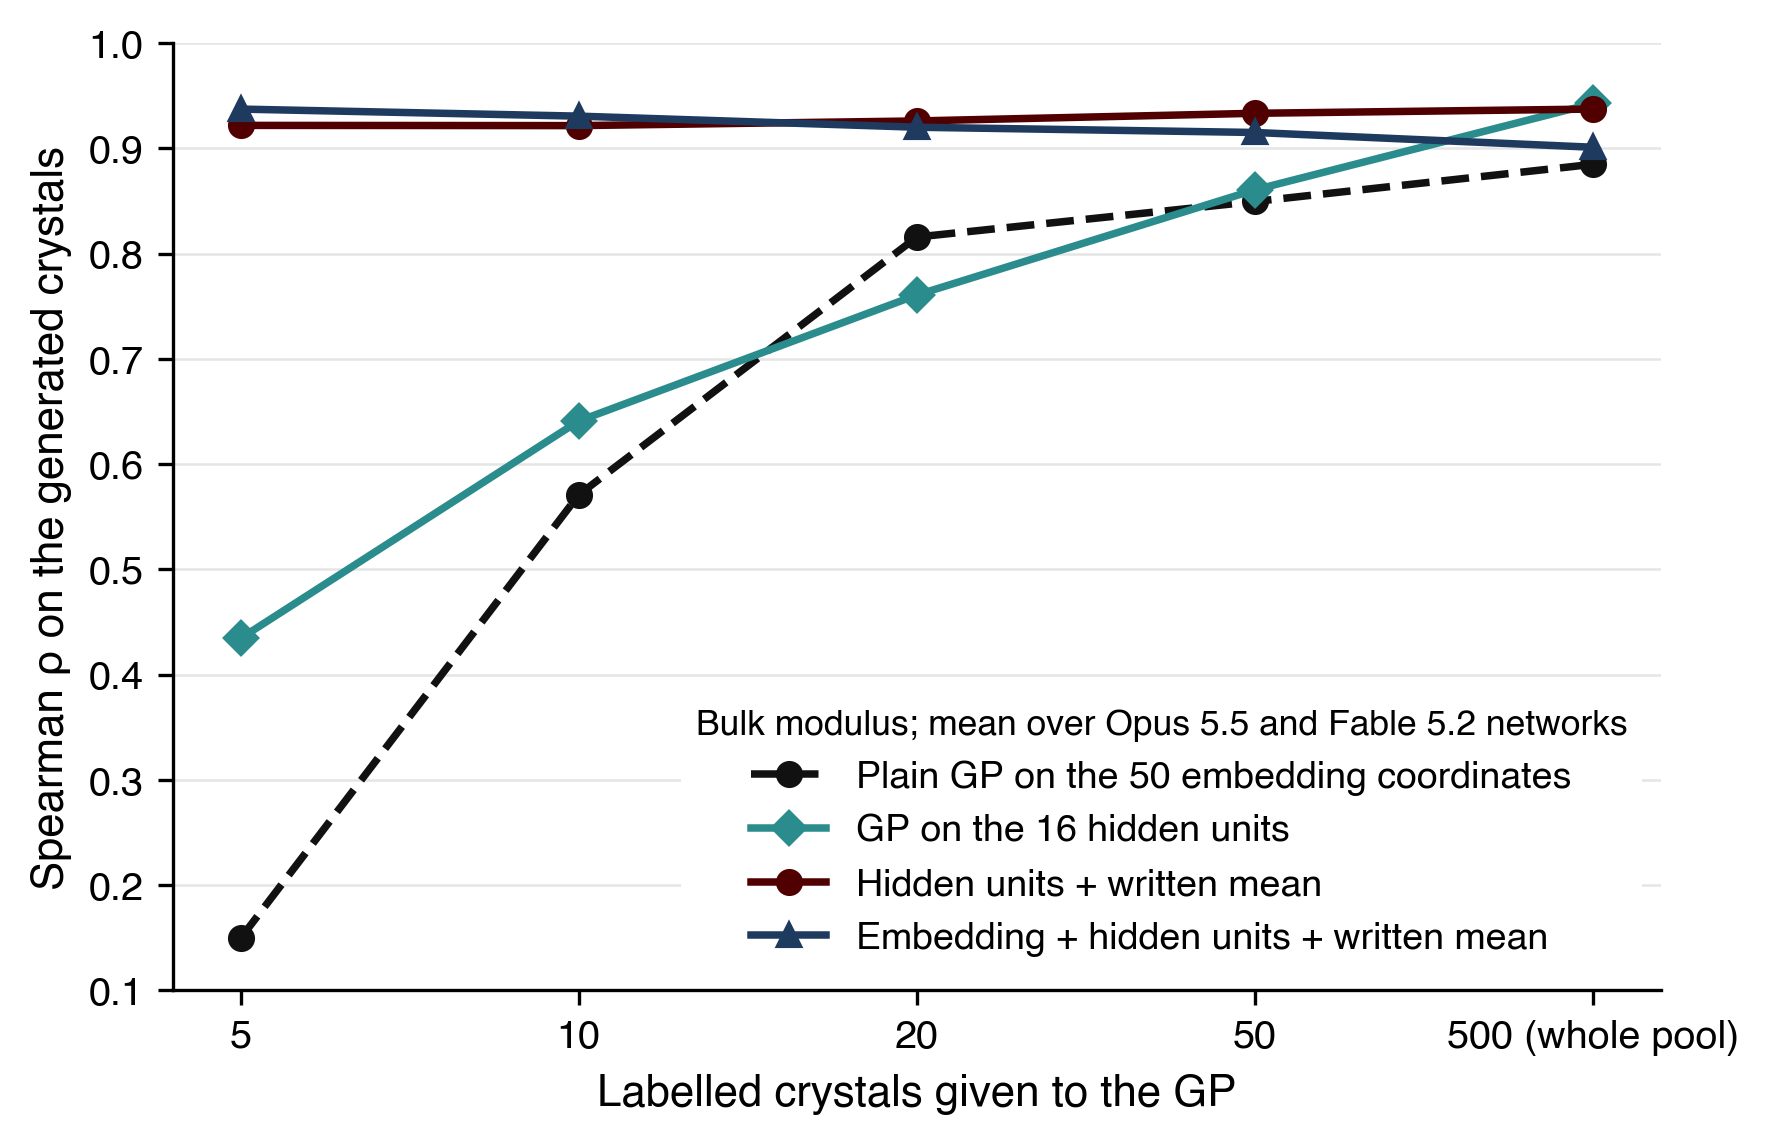 1.0
0.9
0.8
0.7
0.6
0.5
0.4
0.3
0.2
0.1
Spearman ρ on the generated crystals
Bulk modulus; mean over Opus 5.5 and Fable 5.2 networks
Plain GP on the 50 embedding coordinates
GP on the 16 hidden units
Hidden units + written mean
Embedding + hidden units + written mean
5 10 20 50 500 (whole pool)
Labelled crystals given to the GP